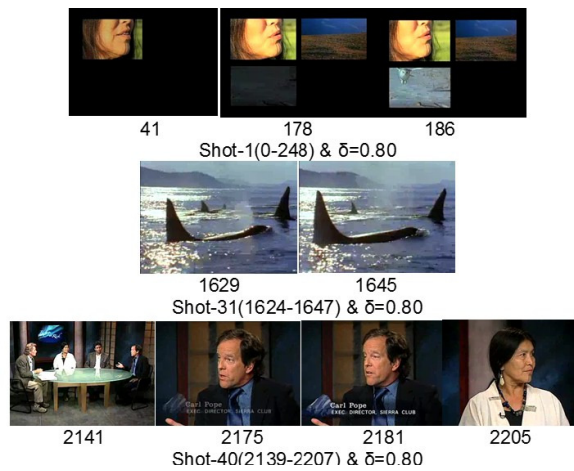 41 178 186
Shot-1(0-248) & δ=0.80
1629 1645
Shot-31(1624-1647) & δ=0.80
Carl Pope
EXEC. DIRECTOR, SIERRA CLUB
Carl Pope
EXEC. DIRECTOR, SIERRA CLUB
2141 2175 2181 2205
Shot-40(2139-2207) & δ=0.80